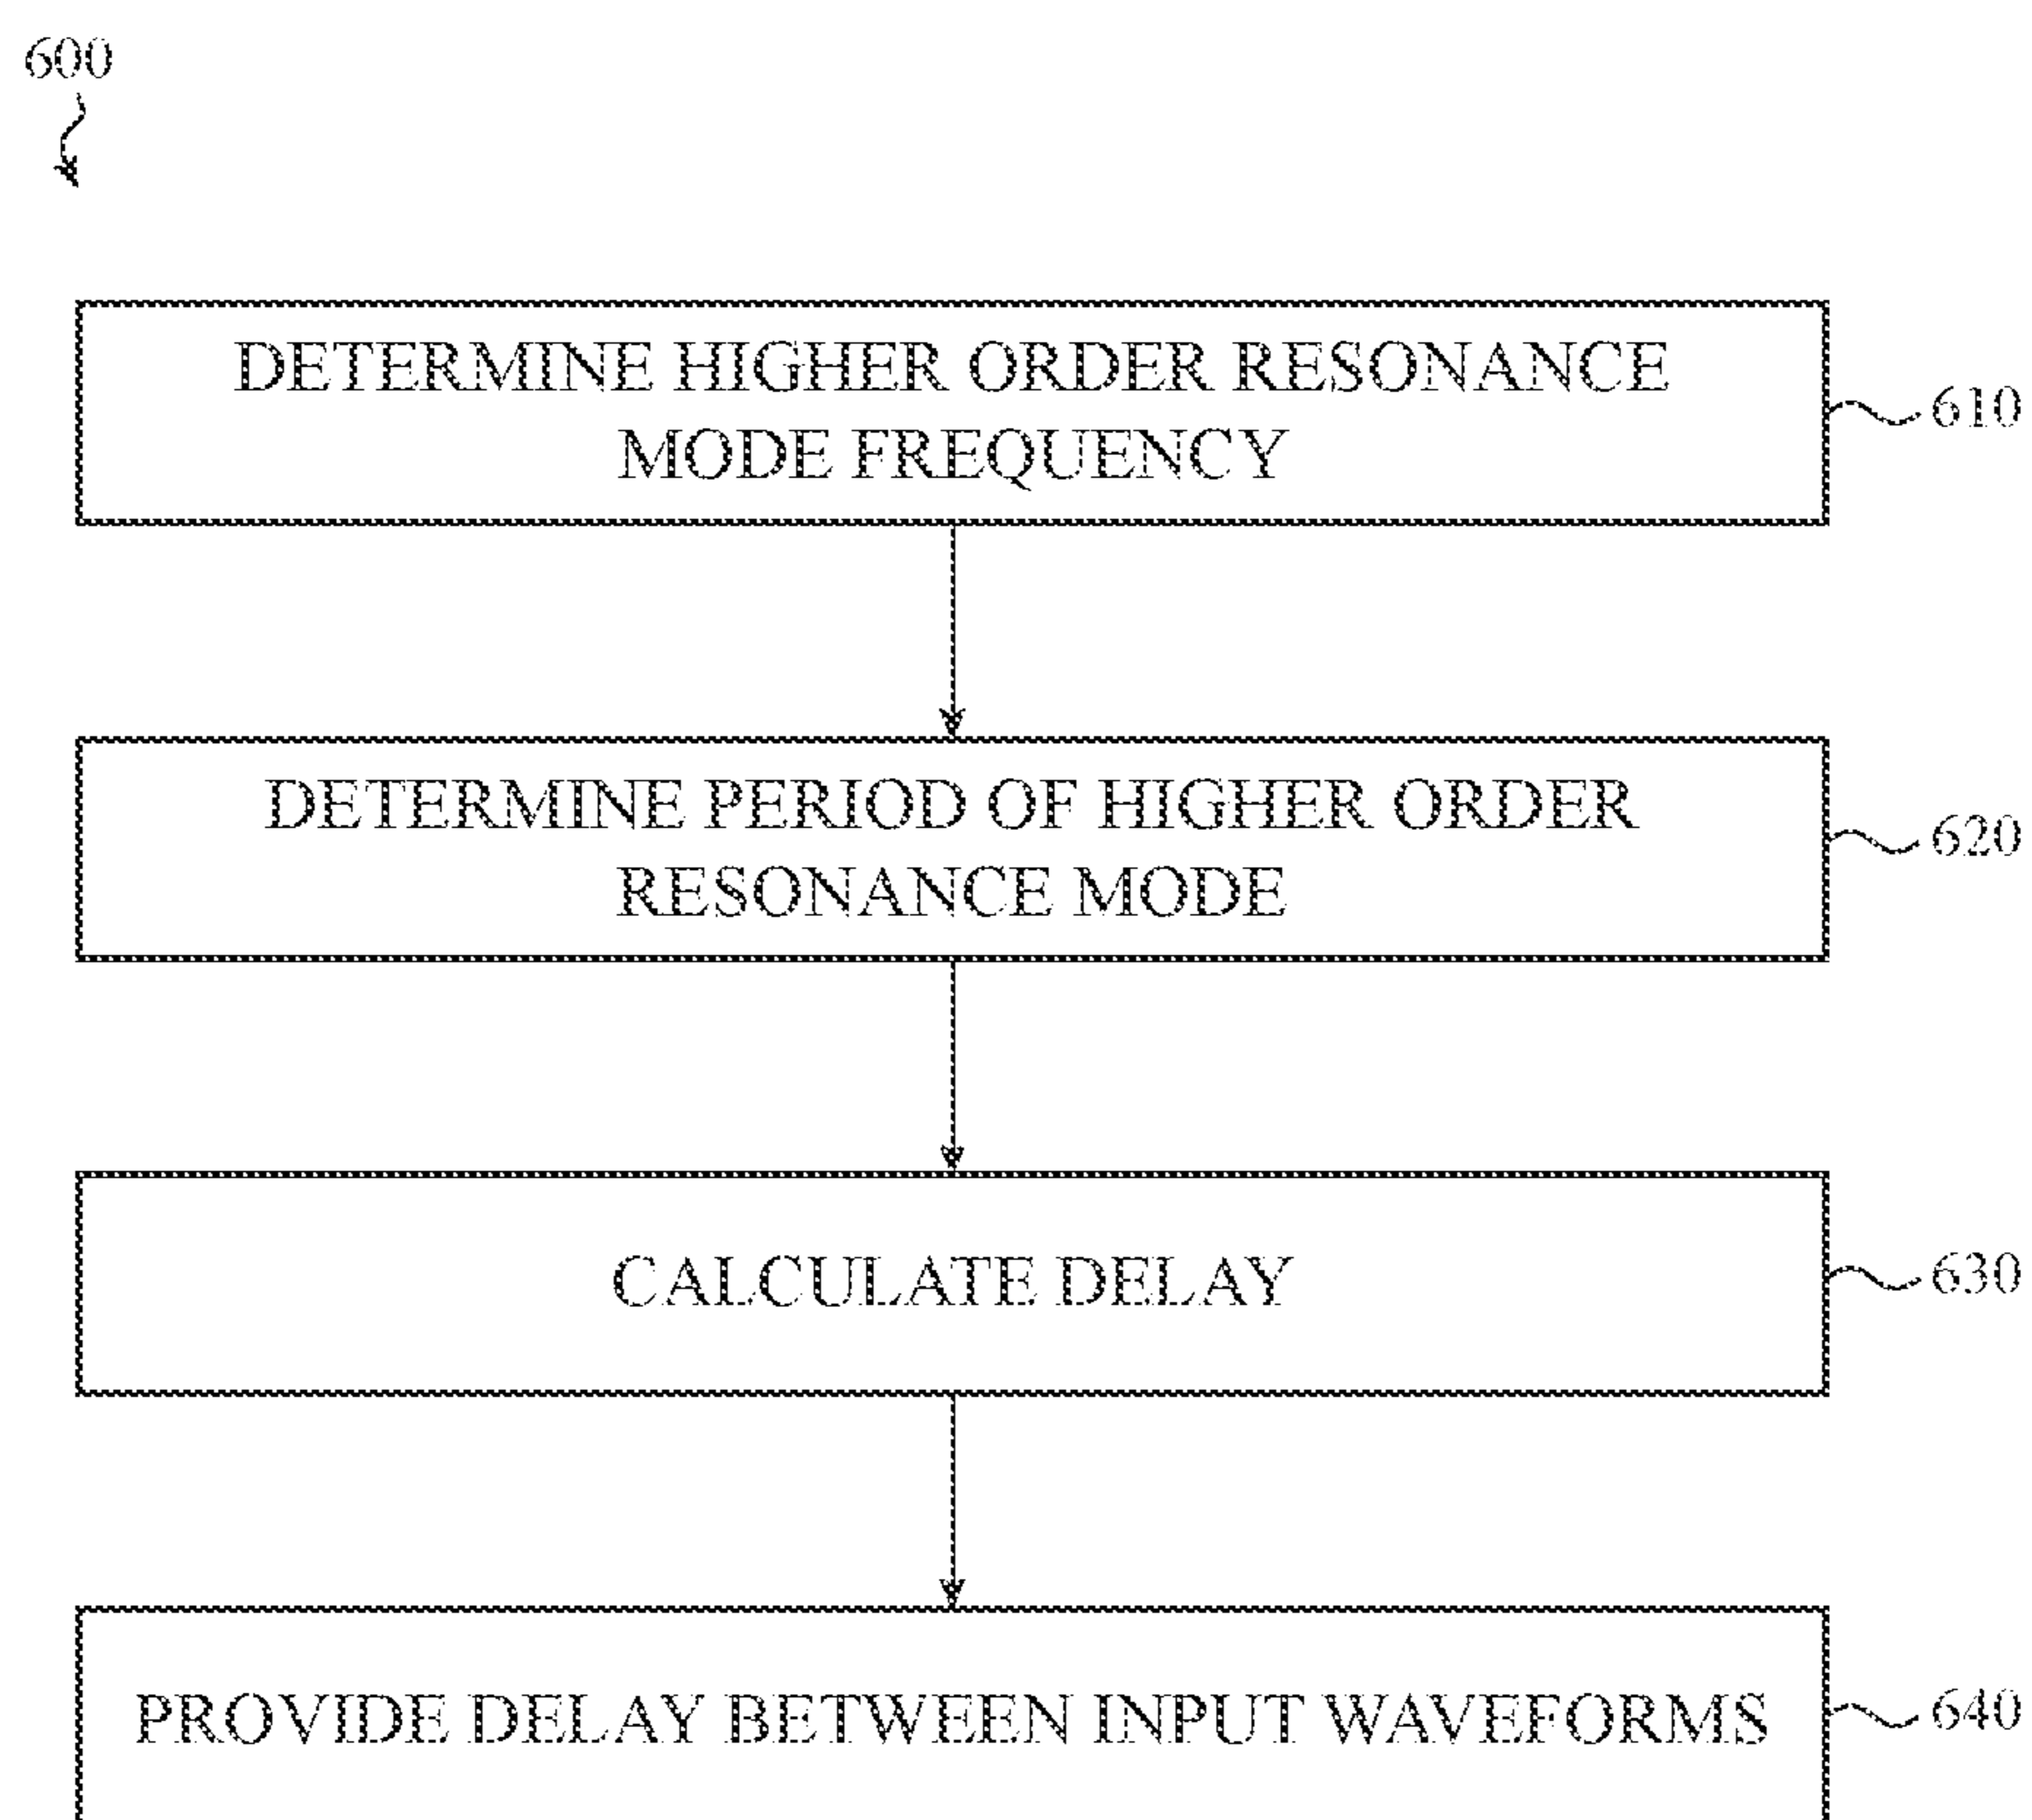 600
DETERMINE HIGHER ORDER RESONANCE
MODE FREQUENCY
610
DETERMINE PERIOD OF HIGHER ORDER
RESONANCE MODE
620
CALCULATE DELAY
630
PROVIDE DELAY BETWEEN INPUT WAVEFORMS
640